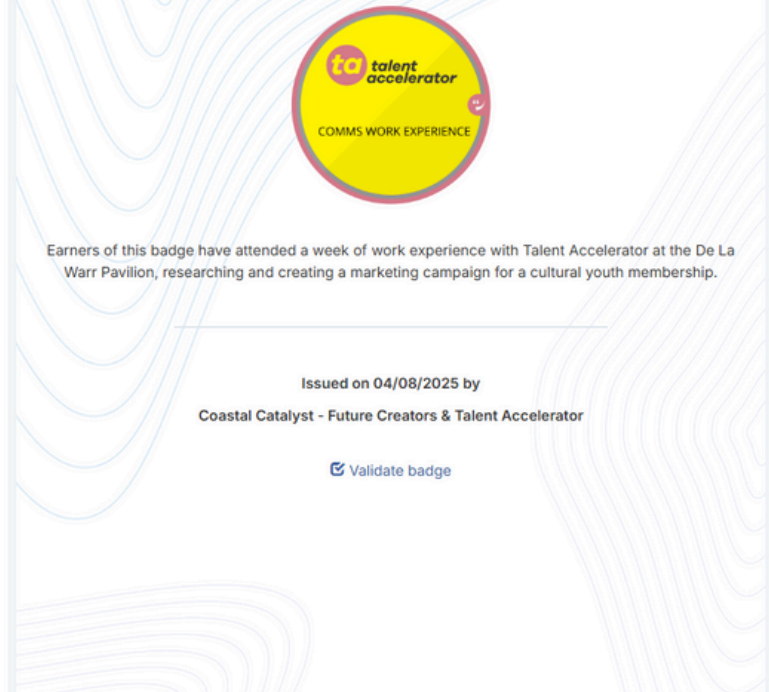 ta talent
accelerator
COMMS WORK EXPERIENCE
Earners of this badge have attended a week of work experience with Talent Accelerator at the De La
Warr Pavilion, researching and creating a marketing campaign for a cultural youth membership.
Issued on 04/08/2025 by
Coastal Catalyst - Future Creators & Talent Accelerator
Validate badge